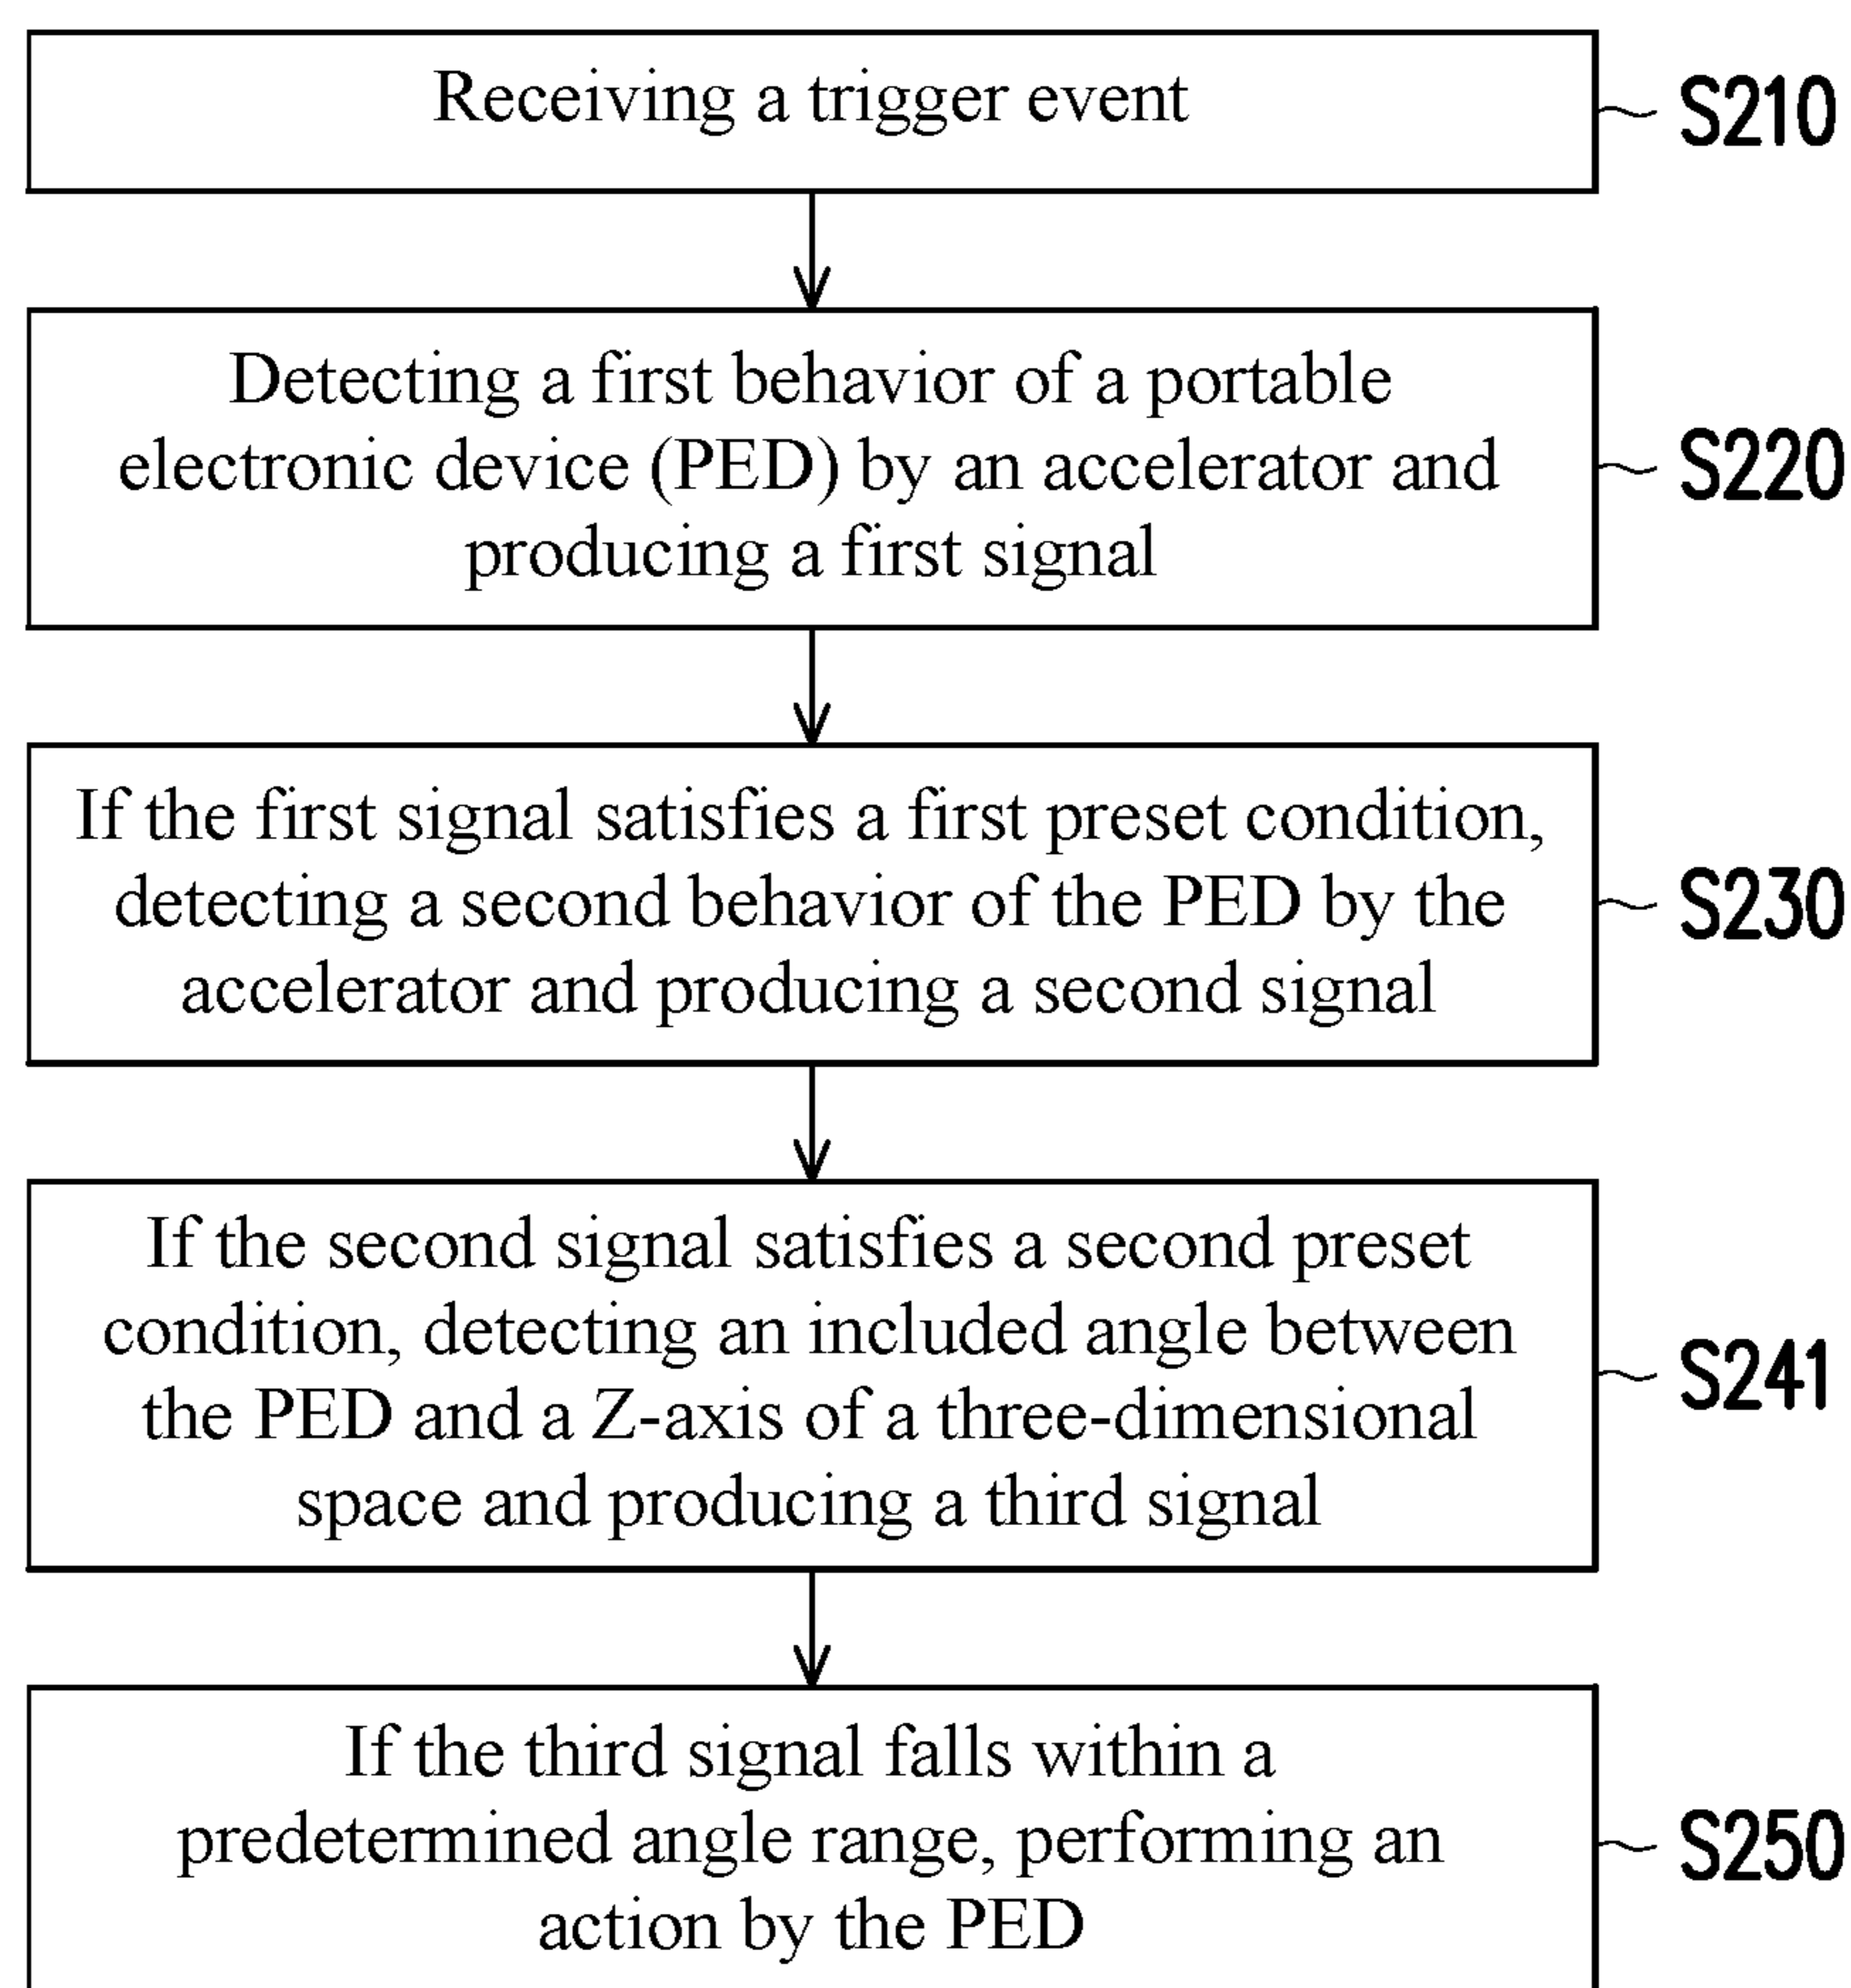 Receiving a trigger event
S210
Detecting a first behavior of a portable
electronic device (PED) by an accelerator and
producing a first signal
S220
If the first signal satisfies a first preset condition,
detecting a second behavior of the PED by the
accelerator and producing a second signal
S230
If the second signal satisfies a second preset
condition, detecting an included angle between
the PED and a Z-axis of a three-dimensional
space and producing a third signal
S241
If the third signal falls within a
predetermined angle range, performing an
action by the PED
S250